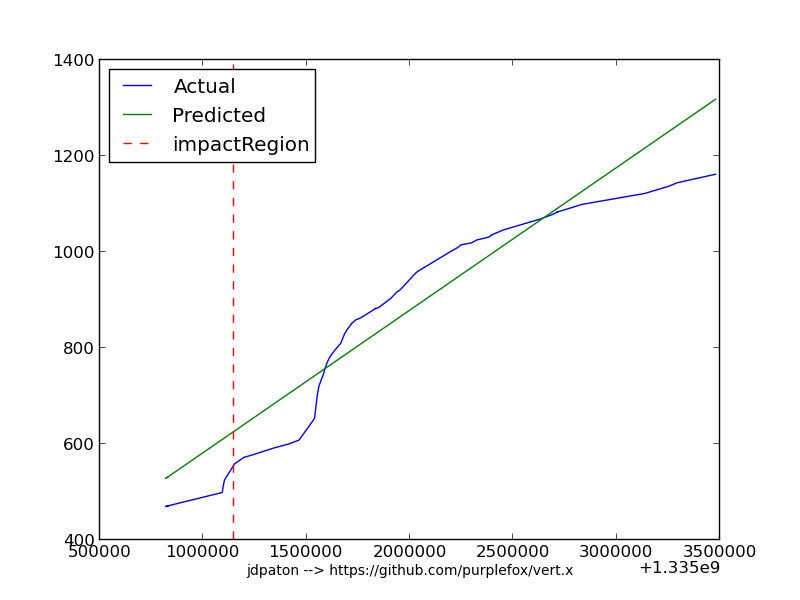 1400
1200
1000
800
600
400
Actual
Predicted
impactRegion
500000 1000000 1500000 2000000 2500000 3000000 3500000
+1.335e9
jdpaton --> https://github.com/purplefox/vert.x